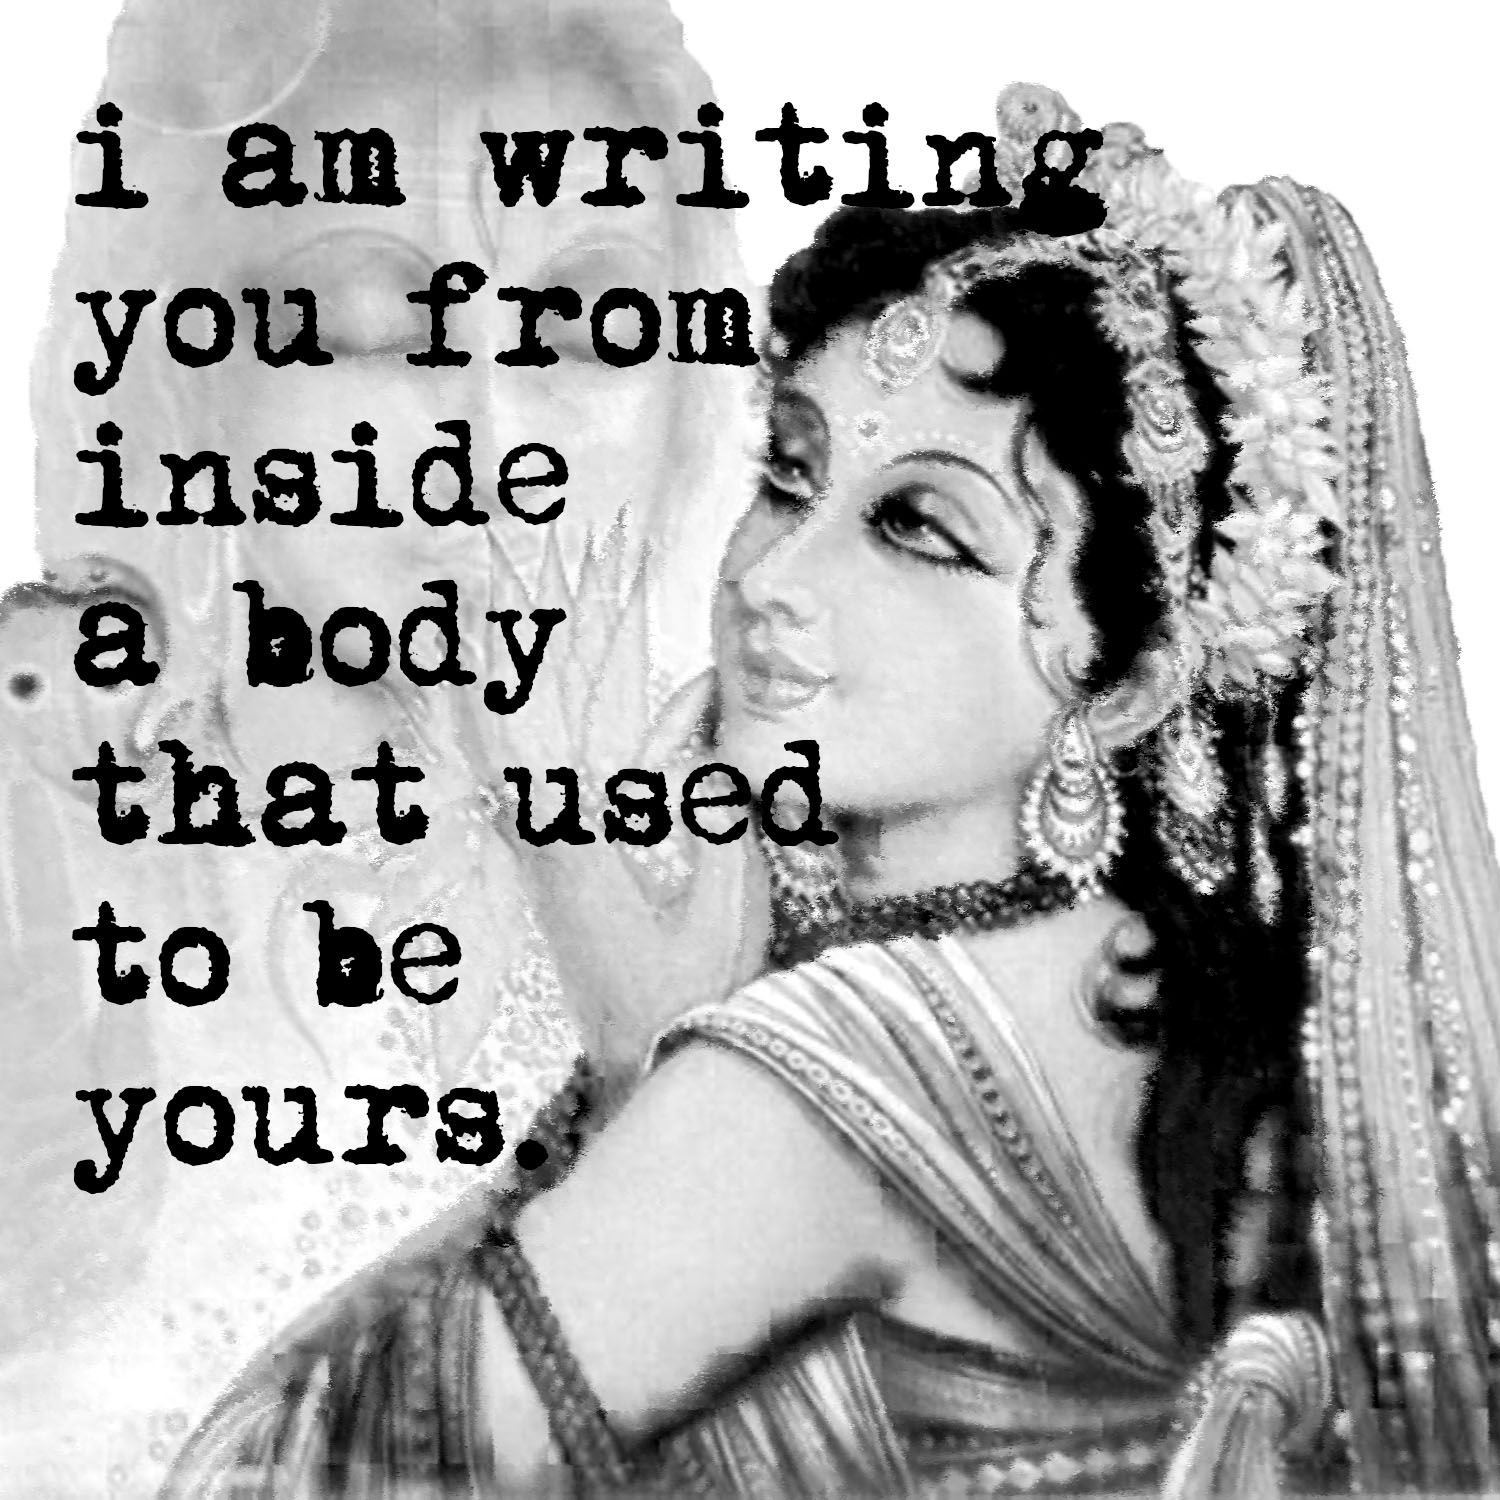 i am writing
you from
inside
a body
that used
to be
yours.